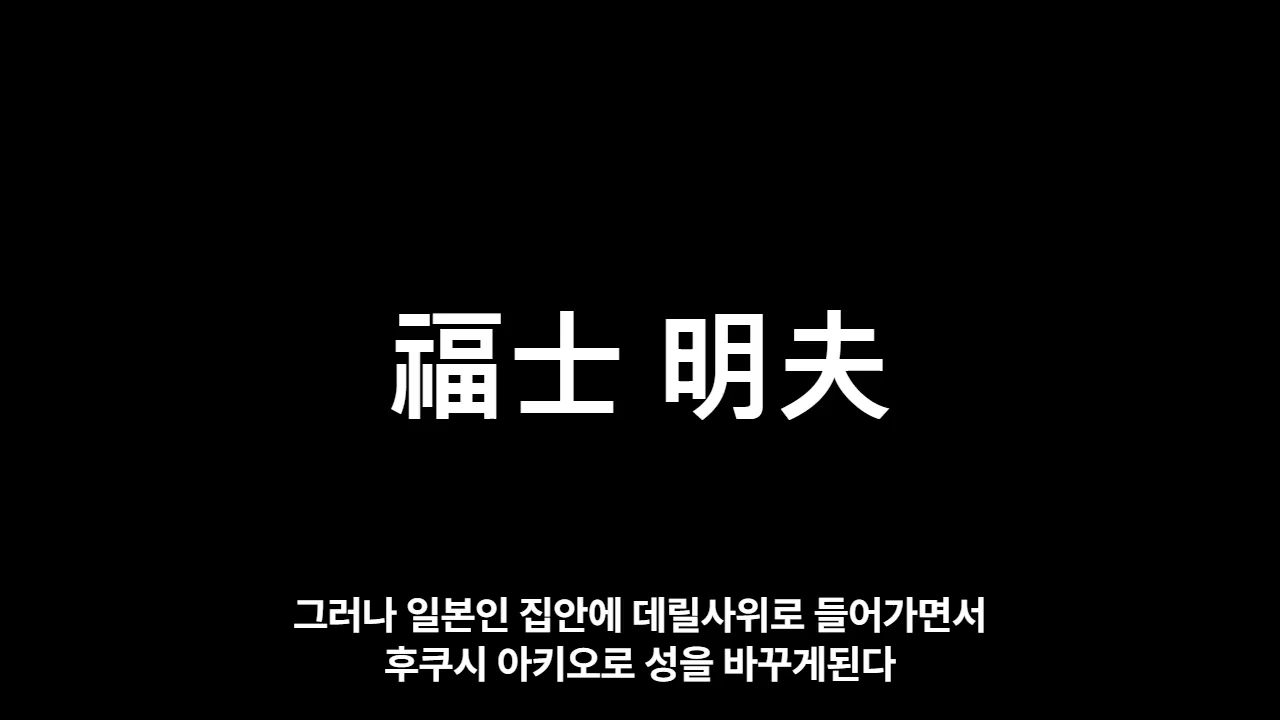 福士 明夫
그러나 일본인 집안에 데릴사위로 들어가면서
후쿠시 아키오로 성을 바꾸게된다